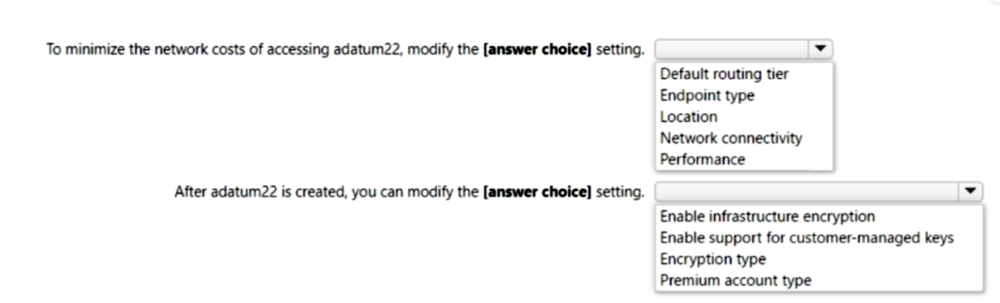 To minimize the network costs of accessing adatum22, modify the [answer choice] setting.
Default routing tier
Endpoint type
Location
Network connectivity
Performance
After adatum22 is created, you can modify the [answer choice] setting.
Enable infrastructure encryption
Enable support for customer-managed keys
Encryption type
Premium account type